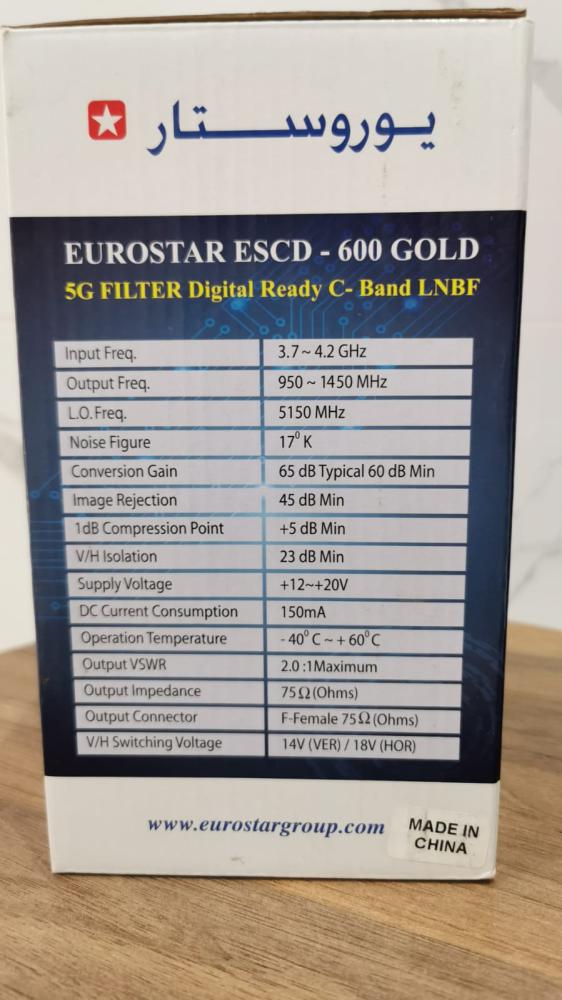 يوروستار
EUROSTAR ESCD - 600 GOLD
5G FILTER Digital Ready C- Band LNBF
Input Freq. 3.7 ~ 4.2 GHz
Output Freq. 950 ~ 1450 MHz
L.O. Freq. 5150 MHz
Noise Figure 17⁰ K
Conversion Gain 65 dB Typical 60 dB Min
Image Rejection 45 dB Min
1dB Compression Point +5 dB Min
V/H Isolation 23 dB Min
Supply Voltage +12~+20V
DC Current Consumption 150mA
Operation Temperature - 40⁰ C ~ + 60⁰ C
Output VSWR 2.0 :1Maximum
Output Impedance 75Ω (Ohms)
Output Connector F-Female 75Ω (Ohms)
V/H Switching Voltage 14V (VER) / 18V (HOR)
www.eurostargroup.com
MADE IN
CHINA